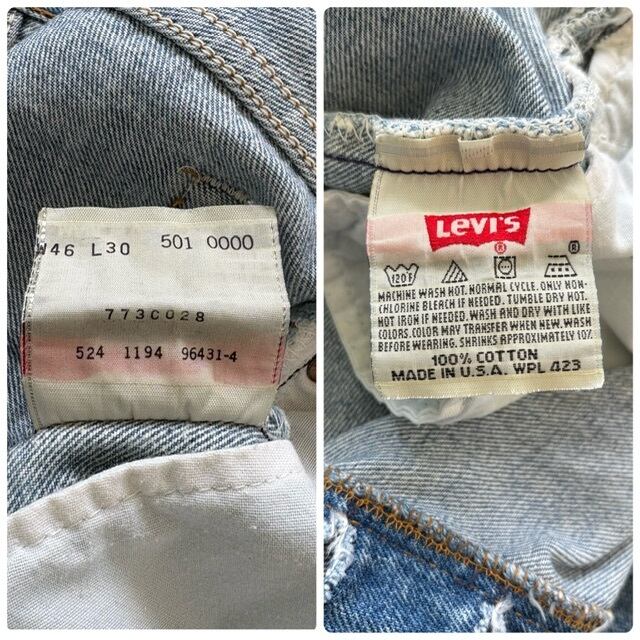 W46 L30 501 0000
773C028
524 1194 96431-4
LEVI'S
®
®
120F
MACHINE WASH HOT. NORMAL CYCLE. ONLY NON-
CHLORINE BLEACH IF NEEDED. TUMBLE DRY HOT.
HOT IRON IF NEEDED. WASH AND DRY WITH LIKE
COLORS. COLOR MAY TRANSFER WHEN NEW. WASH
BEFORE WEARING. SHRINKS APPROXIMATELY 10%.
100% COTTON
MADE IN U.S.A. WPL 423